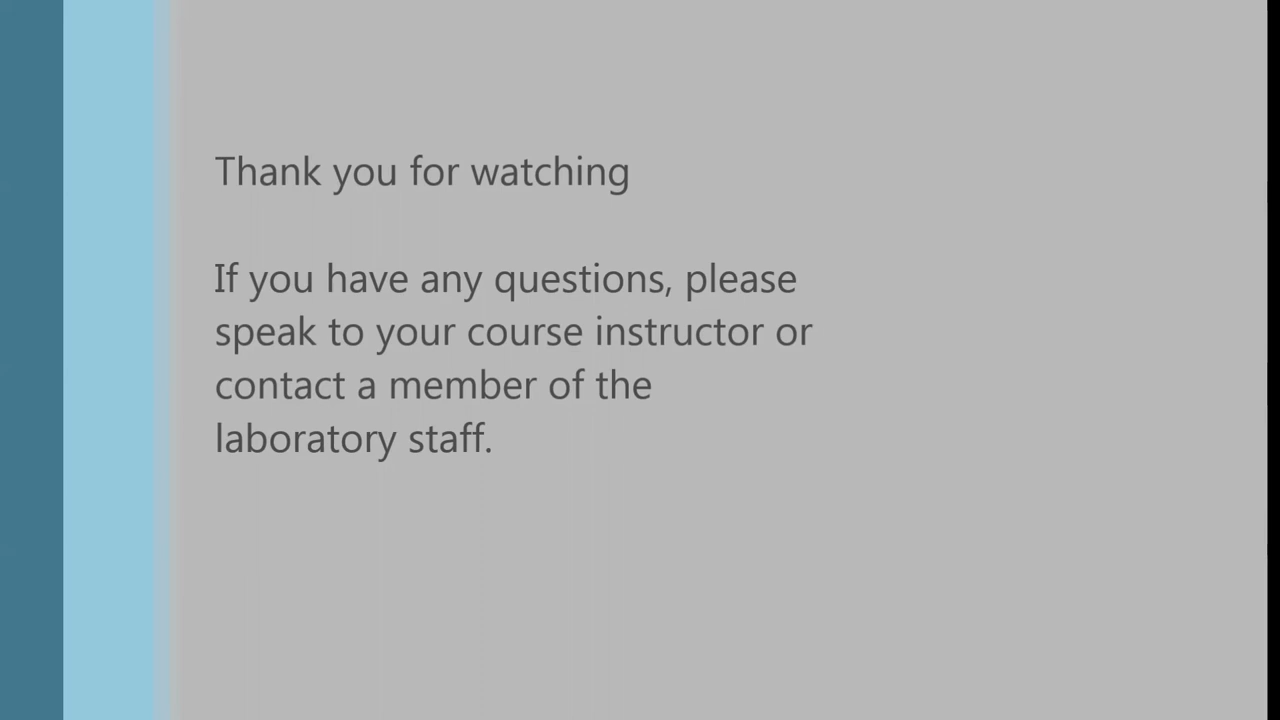 Thank you for watching
If you have any questions, please
speak to your course instructor or
contact a member of the
laboratory staff.